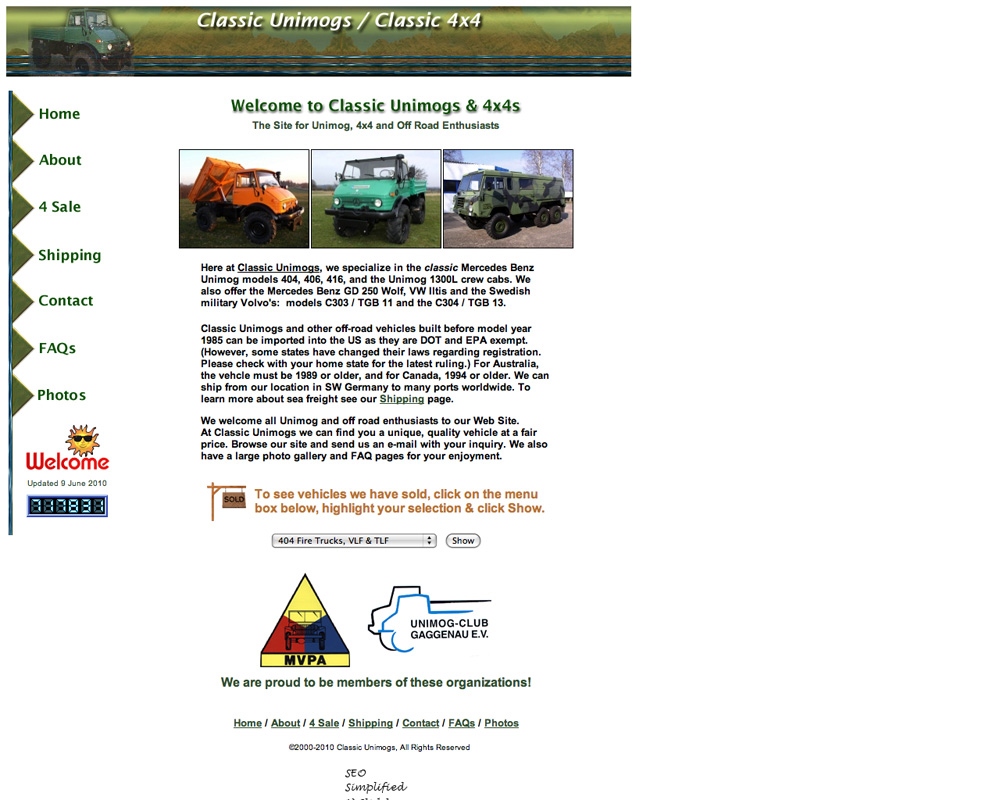 Classic Unimogs / Classic 4x4
Home
About
4 Sale
Shipping
Contact
FAQs
Photos
Welcome
Updated 9 June 2010
Welcome to Classic Unimogs & 4x4s
The Site for Unimog, 4x4 and Off Road Enthusiasts
Here at Classic Unimogs, we specialize in the classic Mercedes Benz
Unimog models 404, 406, 416, and the Unimog 1300L crew cabs. We
also offer the Mercedes Benz GD 250 Wolf, VW Iltis and the Swedish
military Volvo's: models C303 / TGB 11 and the C304 / TGB 13.
Classic Unimogs and other off-road vehicles built before model year
1985 can be imported into the US as they are DOT and EPA exempt.
(However, some states have changed their laws regarding registration.
Please check with your home state for the latest ruling.) For Australia,
the vehcle must be 1989 or older, and for Canada, 1994 or older. We can
ship from our location in SW Germany to many ports worldwide. To
learn more about sea freight see our Shipping page.
We welcome all Unimog and off road enthusiasts to our Web Site.
At Classic Unimogs we can find you a unique, quality vehicle at a fair
price. Browse our site and send us an e-mail with your inquiry. We also
have a large photo gallery and FAQ pages for your enjoyment.
SOLD
To see vehicles we have sold, click on the menu
box below, highlight your selection & click Show.
404 Fire Trucks, VLF & TLF
Show
MVPA
UNIMOG-CLUB
GAGGENAU E.V.
We are proud to be members of these organizations!
Home / About / 4 Sale / Shipping / Contact / FAQs / Photos
©2000-2010 Classic Unimogs, All Rights Reserved
SEO
Simplified